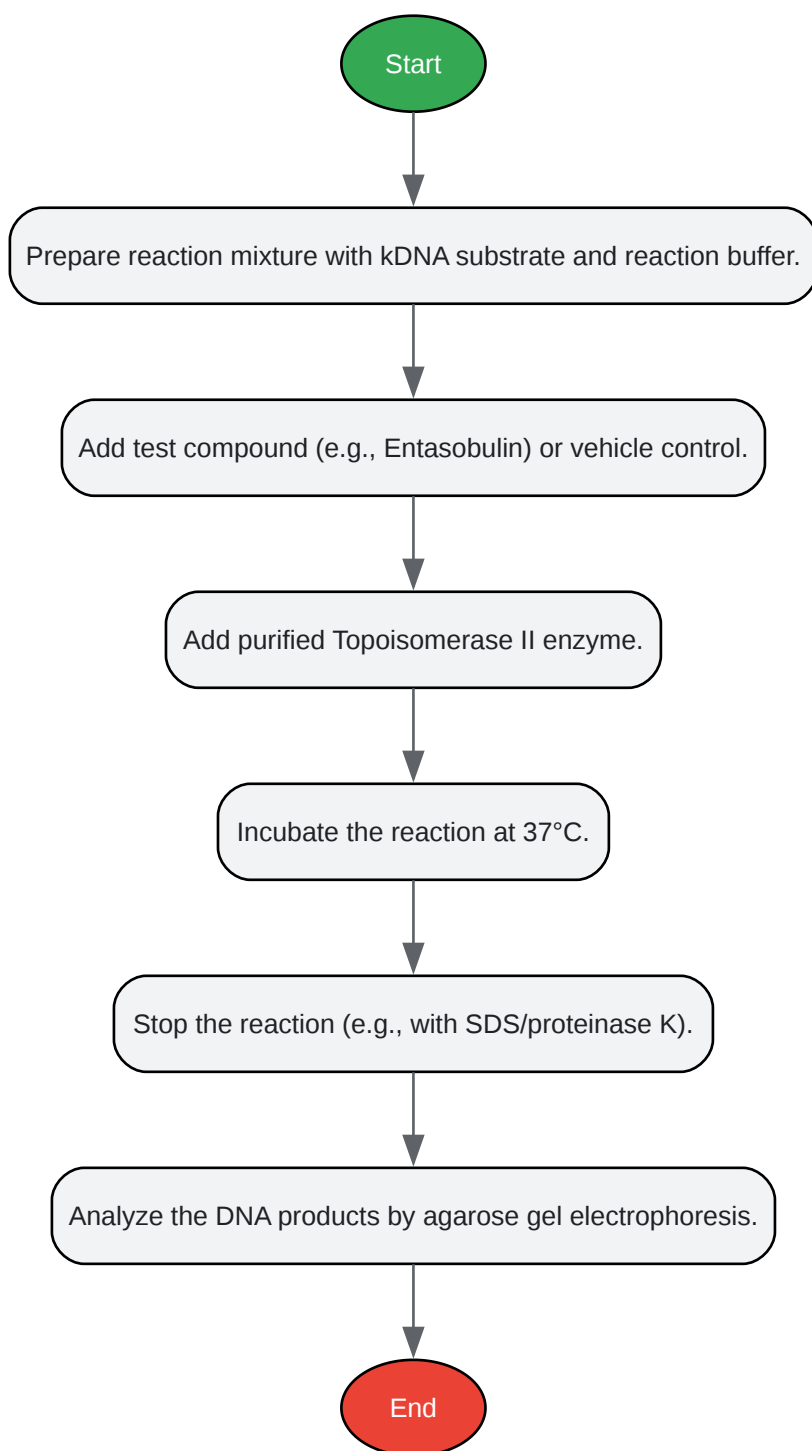 Start
Prepare reaction mixture with kDNA substrate and reaction buffer.
Add test compound (e.g., Entasobulin) or vehicle control.
Add purified Topoisomerase II enzyme.
Incubate the reaction at 37°C.
Stop the reaction (e.g., with SDS/proteinase K).
Analyze the DNA products by agarose gel electrophoresis.
End